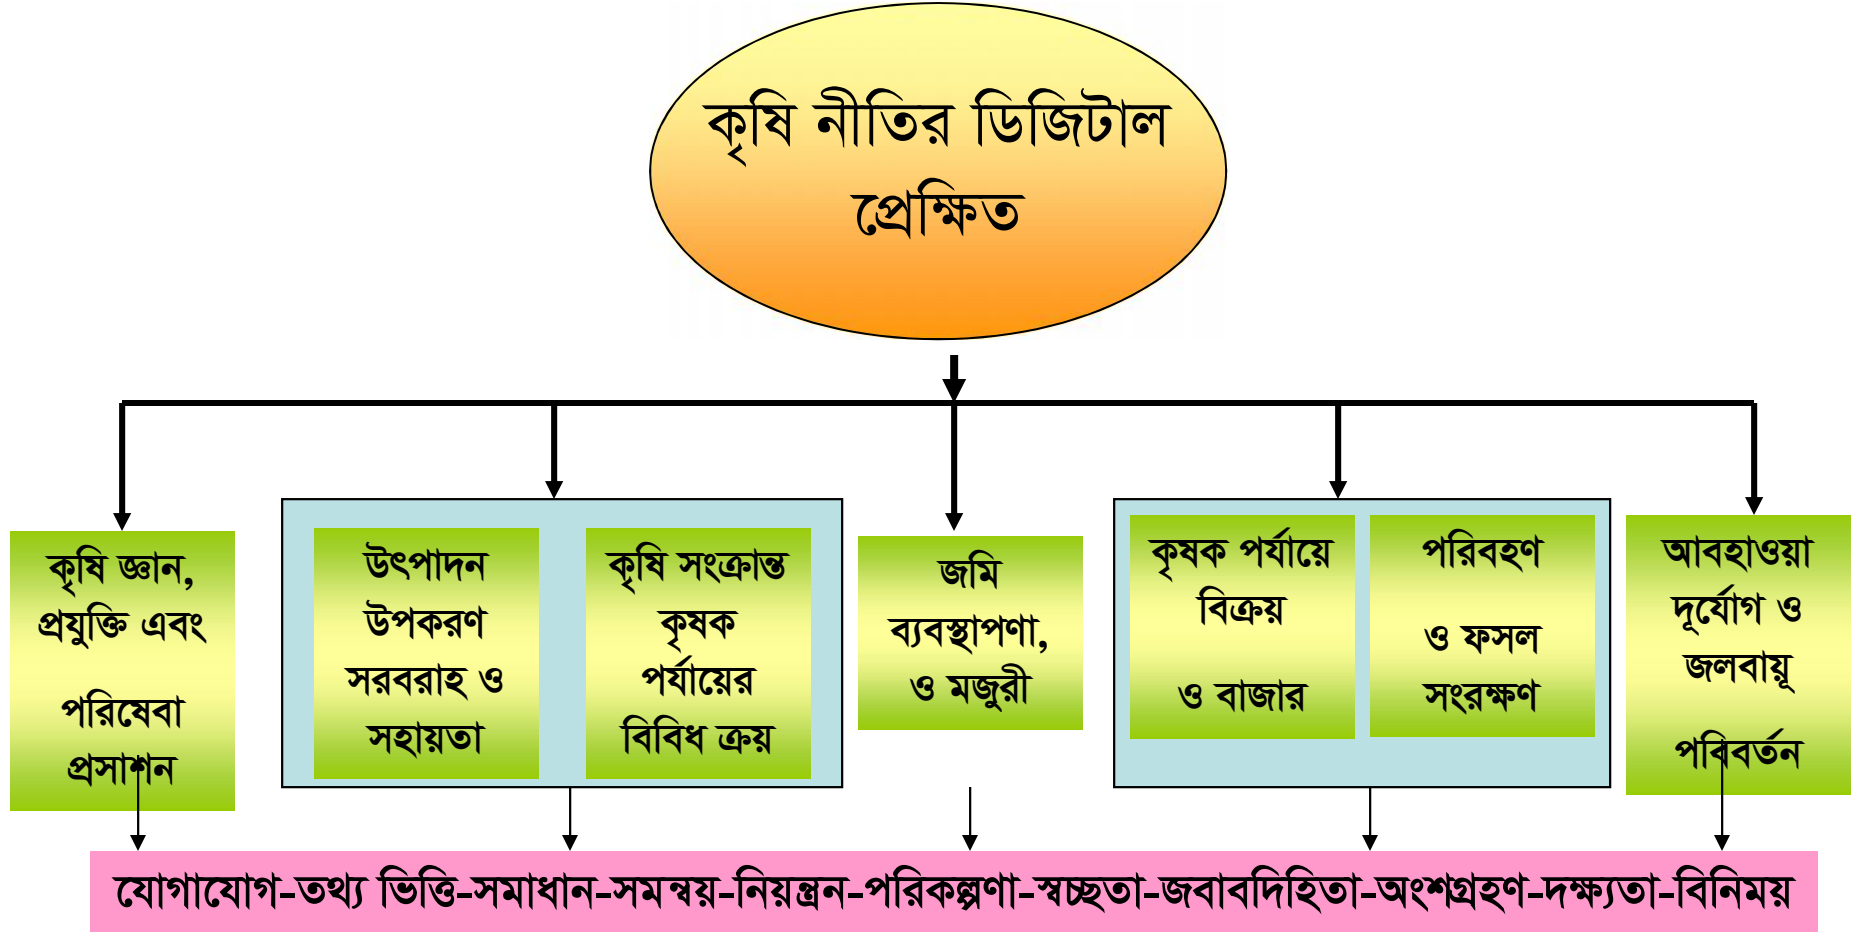 কৃষি নীতির ডিজিটাল
প্রেক্ষিত
কৃষি জ্ঞান,
প্রযুক্তি এবং
পরিষেবা
প্রসাশন
উৎপাদন
উপকরণ
সরবরাহ ও
সহায়তা
কৃষি সংক্রান্ত
কৃষক
পর্যায়ের
বিবিধ ক্রয়
জমি
ব্যবস্থাপণা,
ও মজুরী
কৃষক পর্যায়ে
বিক্রয়
ও বাজার
পরিবহণ
ও ফসল
সংরক্ষণ
আবহাওয়া
দূর্যোগ ও
জলবায়ূ
পরিবর্তন
যোগাযোগ-তথ্য ভিত্তি-সমাধান-সমন্বয়-নিয়ন্ত্রন-পরিকল্পণা-স্বচ্ছতা-জবাবদিহিতা-অংশগ্রহণ-দক্ষ্যতা-বিনিময়